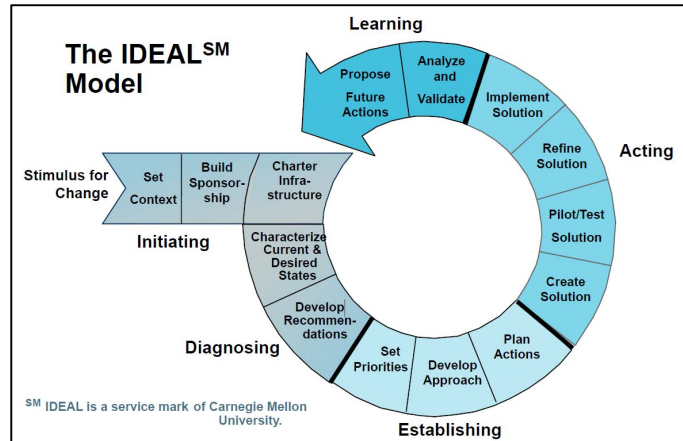 The IDEAL SM
Model
Learning
Propose
Future
Actions
Analyze
and
Validate
Implement
Solution
Refine
Solution
Acting
Pilot/Test
Solution
Create
Solution
Stimulus for
Change
Set
Context
Build
Sponsor-
ship
Charter
Infra-
structure
Initiating
Characterize
Current &
Desired
States
Develop
Recommen-
dations
Diagnosing
Set
Priorities
Develop
Approach
Plan
Actions
Establishing
SM IDEAL is a service mark of Carnegie Mellon
University.